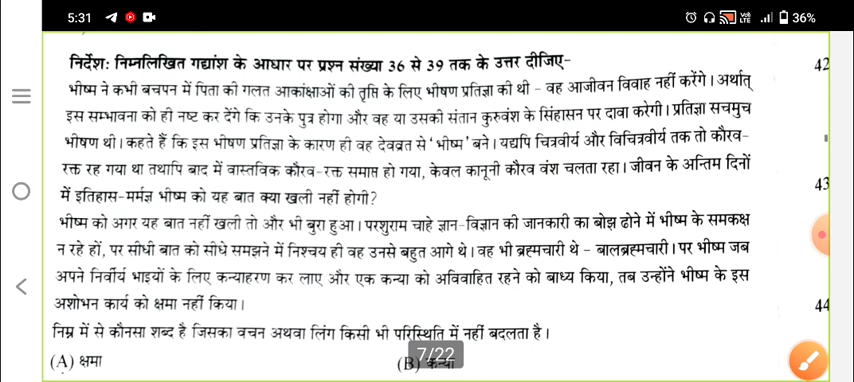 5:31
36%
निर्देशः निम्नलिखित गद्यांश के आधार पर प्रश्न संख्या 36 से 39 तक के उत्तर दीजिए-
42
भीष्म ने कभी बचपन में पिता की गलत आकांक्षाओं की तृप्ति के लिए भीषण प्रतिज्ञा की थी - वह आजीवन विवाह नहीं करेंगे। अर्थात्
इस सम्भावना को ही नष्ट कर देंगे कि उनके पुत्र होगा और वह या उसकी संतान कुरुवंश के सिंहासन पर दावा करेगी। प्रतिज्ञा सचमुच
भीषण थी। कहते हैं कि इस भीषण प्रतिज्ञा के कारण ही वह देवव्रत से 'भीष्म' बने। यद्यपि चित्रवीर्य और विचित्रवीर्य तक तो कौरव-
रक्त रह गया था तथापि बाद में वास्तविक कौरव-रक्त समाप्त हो गया, केवल कानूनी कौरव वंश चलता रहा। जीवन के अन्तिम दिनों
43
में इतिहास-मर्मज्ञ भीष्म को यह बात क्या खली नहीं होगी?
भीष्म को अगर यह बात नहीं खली तो और भी बुरा हुआ। परशुराम चाहे ज्ञान-विज्ञान की जानकारी का बोझ ढोने में भीष्म के समकक्ष
न रहे हों, पर सीधी बात को सीधे समझने में निश्चय ही वह उनसे बहुत आगे थे। वह भी ब्रह्मचारी थे - बालब्रह्मचारी। पर भीष्म जब
अपने निर्वीर्य भाइयों के लिए कन्याहरण कर लाए और एक कन्या को अविवाहित रहने को बाध्य किया, तब उन्होंने भीष्म के इस
अशोभन कार्य को क्षमा नहीं किया।
44
निम्न में से कौनसा शब्द है जिसका वचन अथवा लिंग किसी भी परिस्थिति में नहीं बदलता है।
(A) क्षमा (B) कन्या
7/22